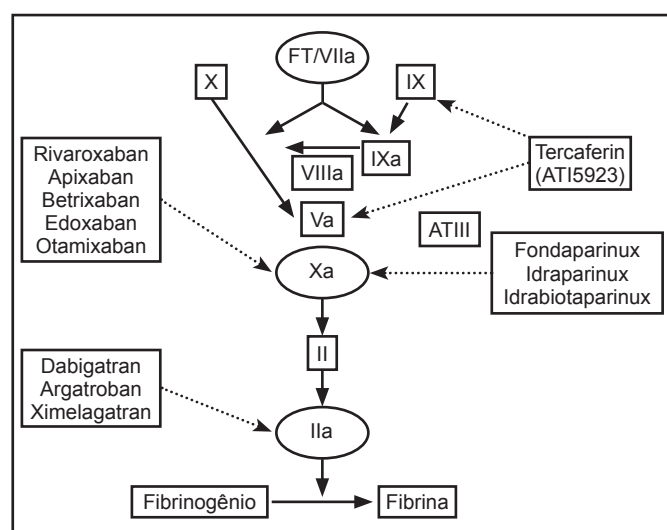 FT/VIIa
X
IX
Rivaroxaban
Apixaban
Betrixaban
Edoxaban
Otamixaban
VIIIa
IXa
Tercaferin
(ATI5923)
Va
ATIII
Xa
Fondaparinux
Idraparinux
Idrabiotaparinux
II
Dabigatran
Argatroban
Ximelagatran
IIa
Fibrinogênio
Fibrina